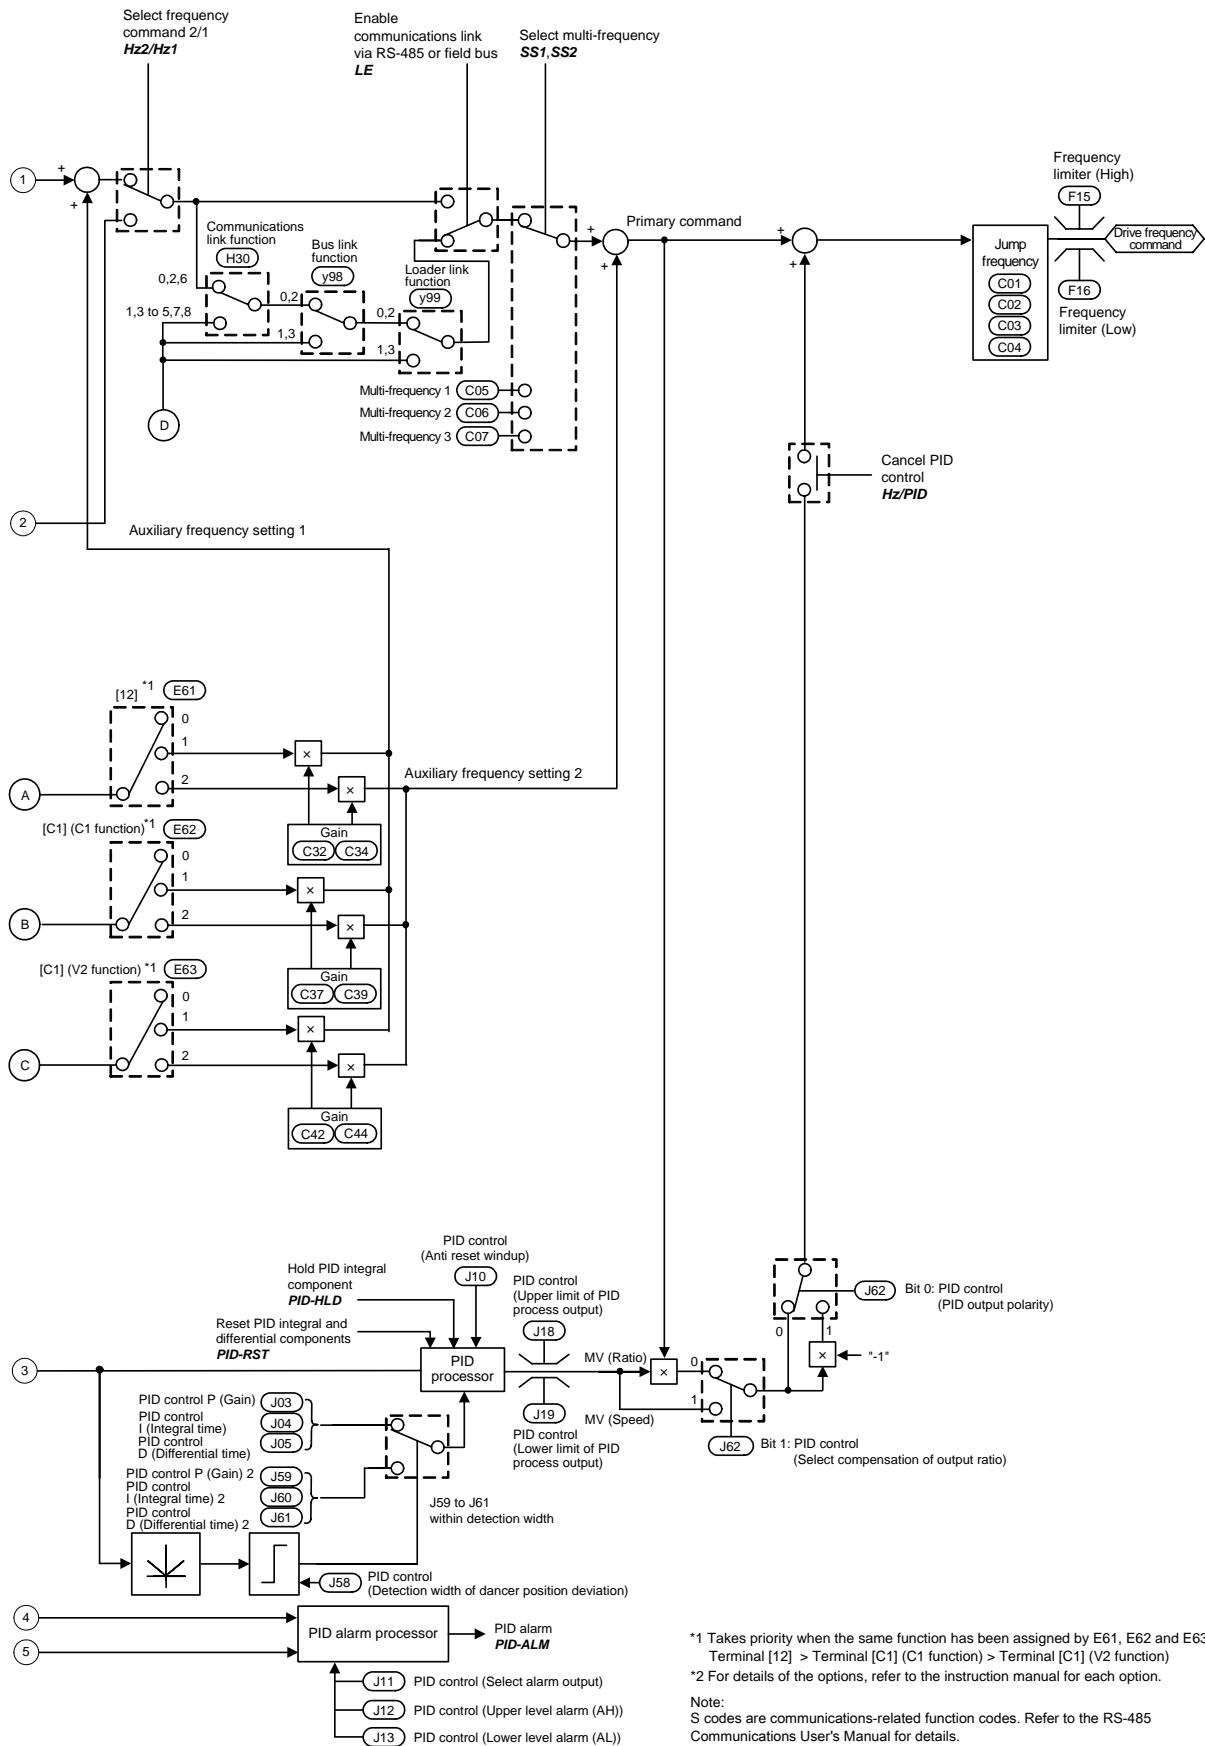 Select frequency
command 2/1
Hz2/Hz1
Enable
communications link
via RS-485 or field bus
LE
Select multi-frequency
SS1,SS2
1
+
+
Communications
link function
H30
0,2,6
1,3 to 5,7,8
Bus link
function
y98
0,2
1,3
Loader link
function
y99
0,2
1,3
D
Multi-frequency 1 C05
Multi-frequency 2 C06
Multi-frequency 3 C07
+
+
Primary command
+
+
Jump
frequency
C01
C02
C03
C04
Frequency
limiter (High)
F15
Drive frequency
command
F16
Frequency
limiter (Low)
Cancel PID
control
Hz/PID
2
Auxiliary frequency setting 1
[12] *1 E61
0
1
2
A
×
×
Auxiliary frequency setting 2
Gain
C32 C34
[C1] (C1 function)*1 E62
0
1
2
B
×
×
Gain
C37 C39
[C1] (V2 function) *1 E63
0
1
2
C
×
×
Gain
C42 C44
PID control
(Anti reset windup)
J10
Hold PID integral
component
PID-HLD
Reset PID integral and
differential components
PID-RST
PID control
(Upper limit of PID
process output)
J18
3
PID
processor
J19
PID control
(Lower limit of PID
process output)
MV (Ratio)
MV (Speed)
×
0
1
J62 Bit 1: PID control
(Select compensation of output ratio)
J62 Bit 0: PID control
(PID output polarity)
0
1
×
"-1"
PID control P (Gain) J03
PID control
I (Integral time) J04
PID control
D (Differential time) J05
PID control P (Gain) 2 J59
PID control
I (Integral time) 2 J60
PID control
D (Differential time) 2 J61
J59 to J61
within detection width
J58 PID control
(Detection width of dancer position deviation)
4
5
PID alarm processor
PID alarm
PID-ALM
J11 PID control (Select alarm output)
J12 PID control (Upper level alarm (AH))
J13 PID control (Lower level alarm (AL))
*1 Takes priority when the same function has been assigned by E61, E62 and E63
Terminal [12] > Terminal [C1] (C1 function) > Terminal [C1] (V2 function)
*2 For details of the options, refer to the instruction manual for each option.
Note:
S codes are communications-related function codes. Refer to the RS-485
Communications User's Manual for details.